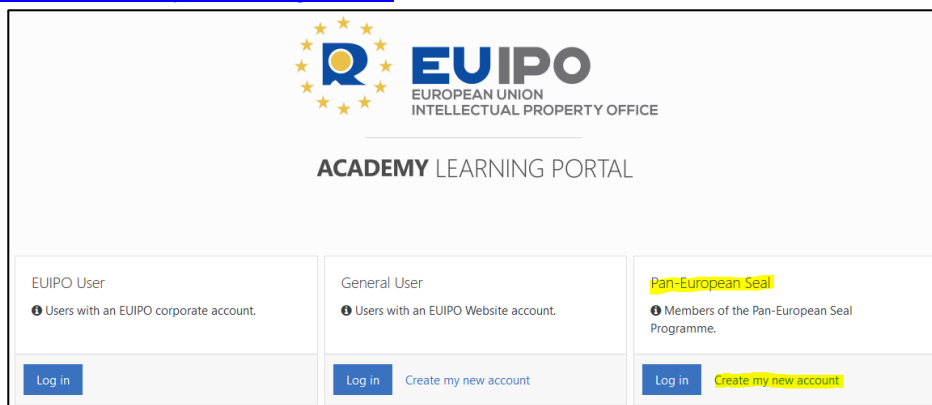 EUIPO
EUROPEAN UNION
INTELLECTUAL PROPERTY OFFICE
ACADEMY LEARNING PORTAL
EUIPO User
Users with an EUIPO corporate account.
Log in
General User
Users with an EUIPO Website account.
Log in Create my new account
Pan-European Seal
Members of the Pan-European Seal
Programme.
Log in Create my new account